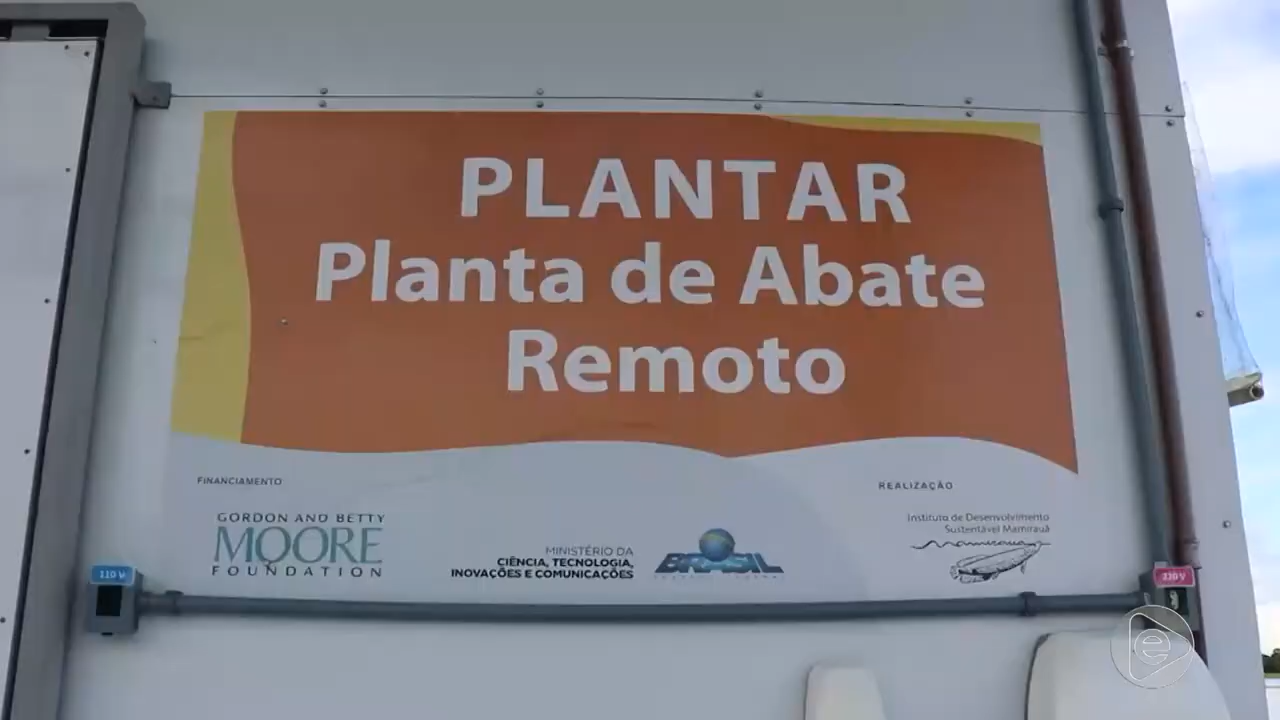 PLANTAR
Planta de Abate
Remoto
FINANCIAMENTO
REALIZAÇÃO
GORDON AND BETTY
MOORE
FOUNDATION
MINISTÉRIO DA
CIÊNCIA, TECNOLOGIA,
INOVAÇÕES E COMUNICAÇÕES
BRASIL
Instituto de Desenvolvimento
Sustentável Mamirauá
Mamirauá
110 V
220 V
e